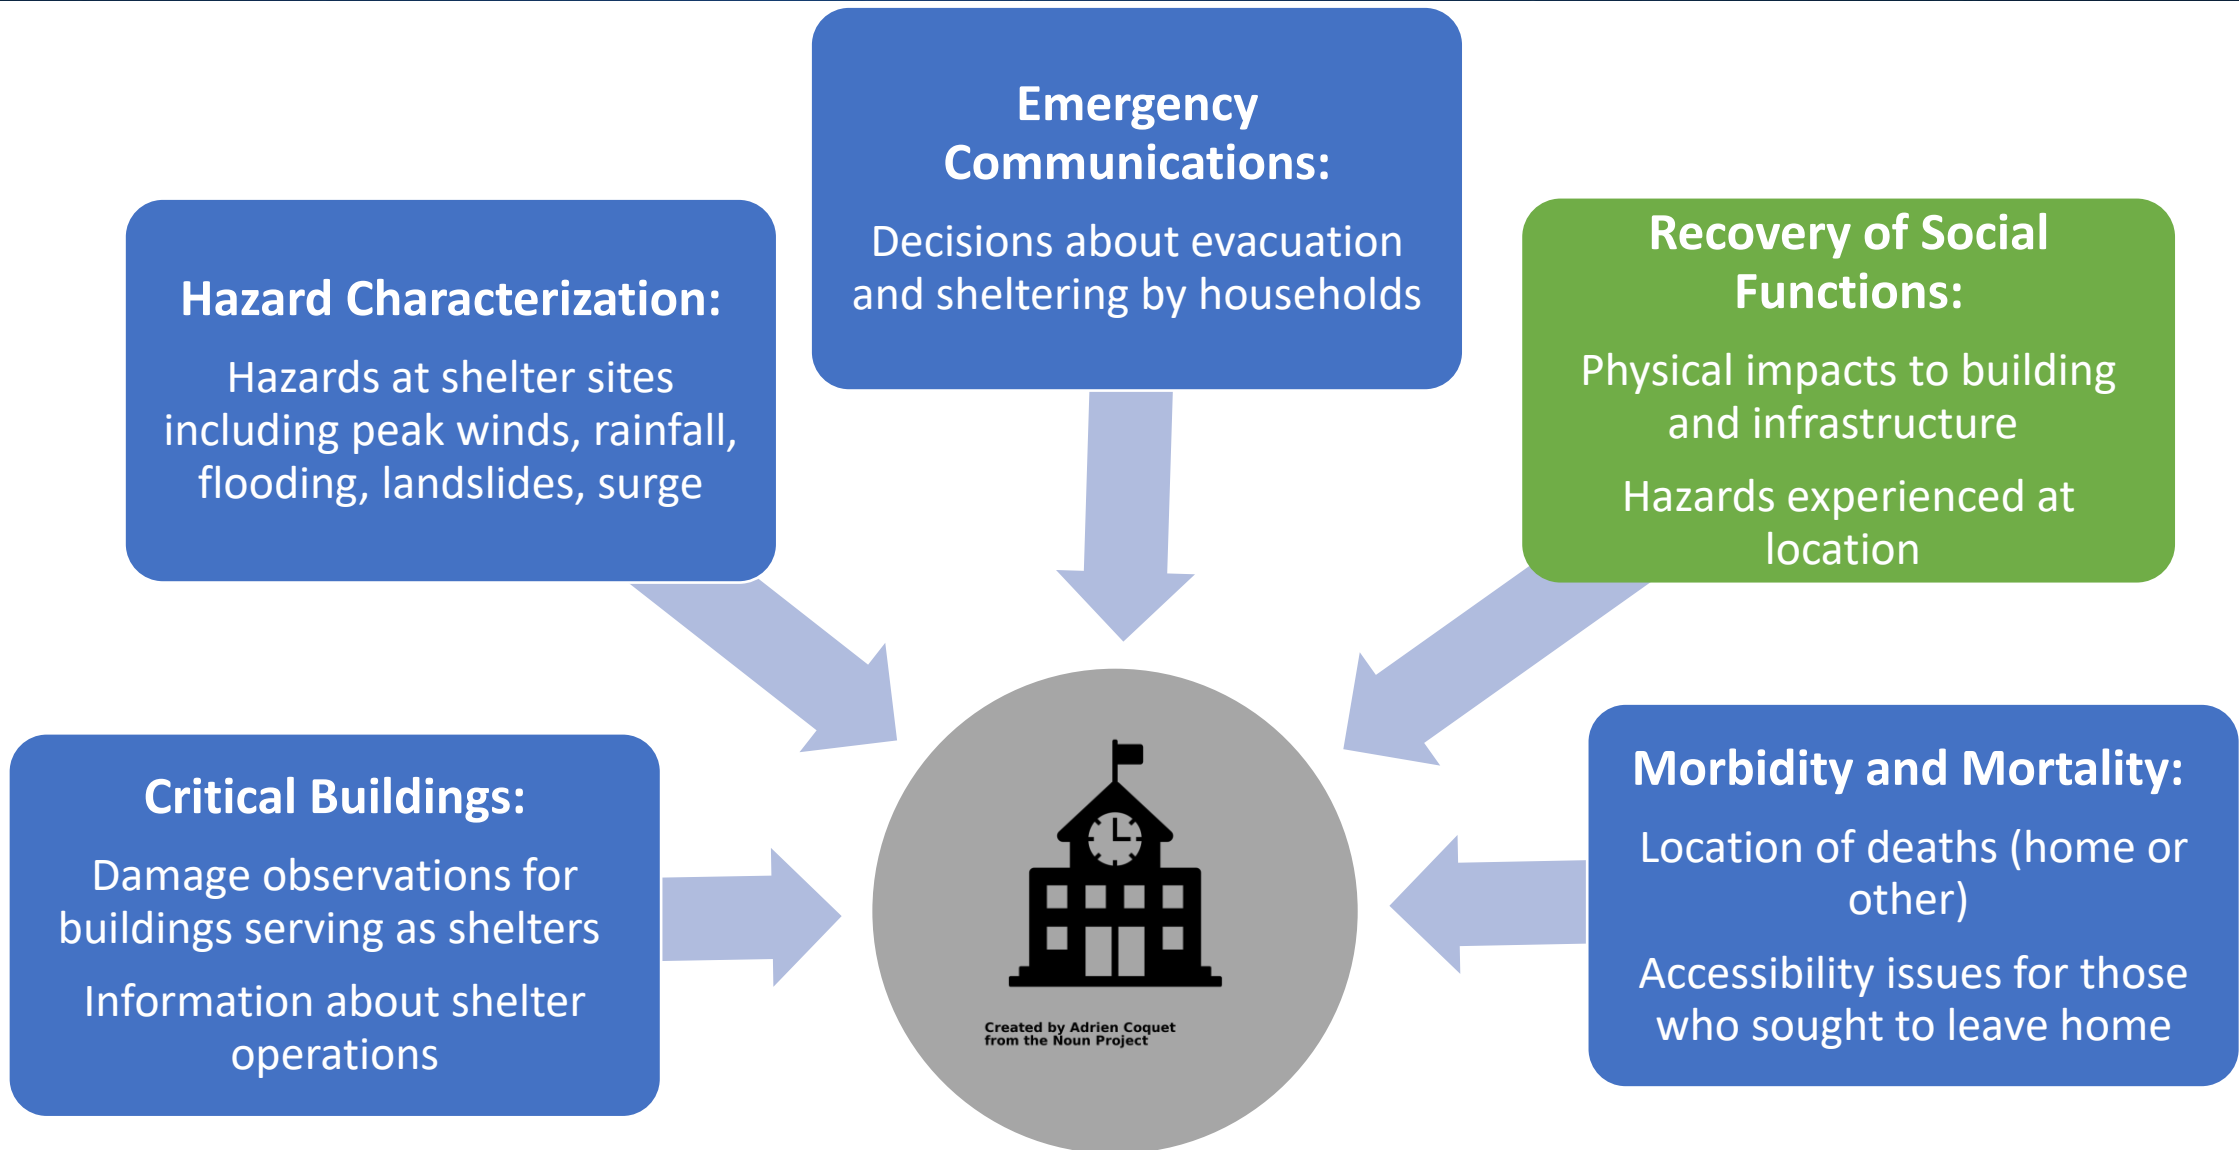 Emergency
Communications:
Decisions about evacuation
and sheltering by households
Hazard Characterization:
Hazards at shelter sites
including peak winds, rainfall,
flooding, landslides, surge
Recovery of Social
Functions:
Physical impacts to building
and infrastructure
Hazards experienced at
location
Critical Buildings:
Damage observations for
buildings serving as shelters
Information about shelter
operations
Morbidity and Mortality:
Location of deaths (home or
other)
Accessibility issues for those
who sought to leave home
Created by Adrien Coquet
from the Noun Project